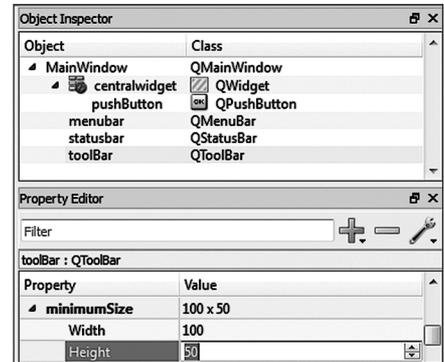 Object Inspector
Object Class
MainWindow QMainWindow
centralwidget QWidget
pushButton OK QPushButton
menubar QMenuBar
statusbar QStatusBar
toolBar QToolBar
Property Editor
Filter
toolBar : QToolBar
Property Value
minimumSize 100 x 50
Width 100
Height 50